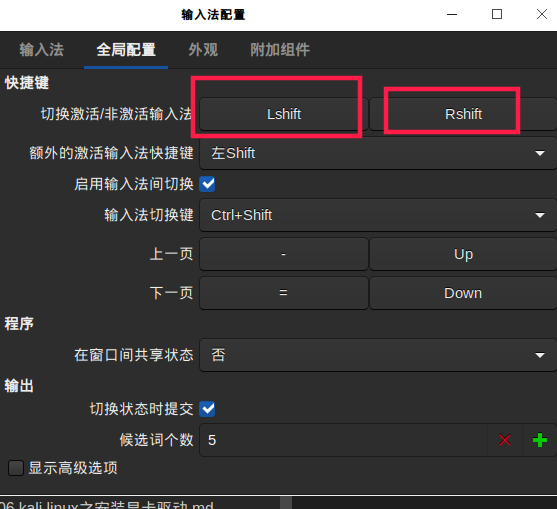 输入法配置
输入法 全局配置 外观 附加组件
快捷键
切换激活/非激活输入法 Lshift Rshift
额外的激活输入法快捷键 左Shift
启用输入法间切换
输入法切换键 Ctrl+Shift
上一页 - Up
下一页 = Down
程序
在窗口间共享状态 否
输出
切换状态时提交
候选词个数 5
显示高级选项
06 kali linux之安装显卡驱动.md